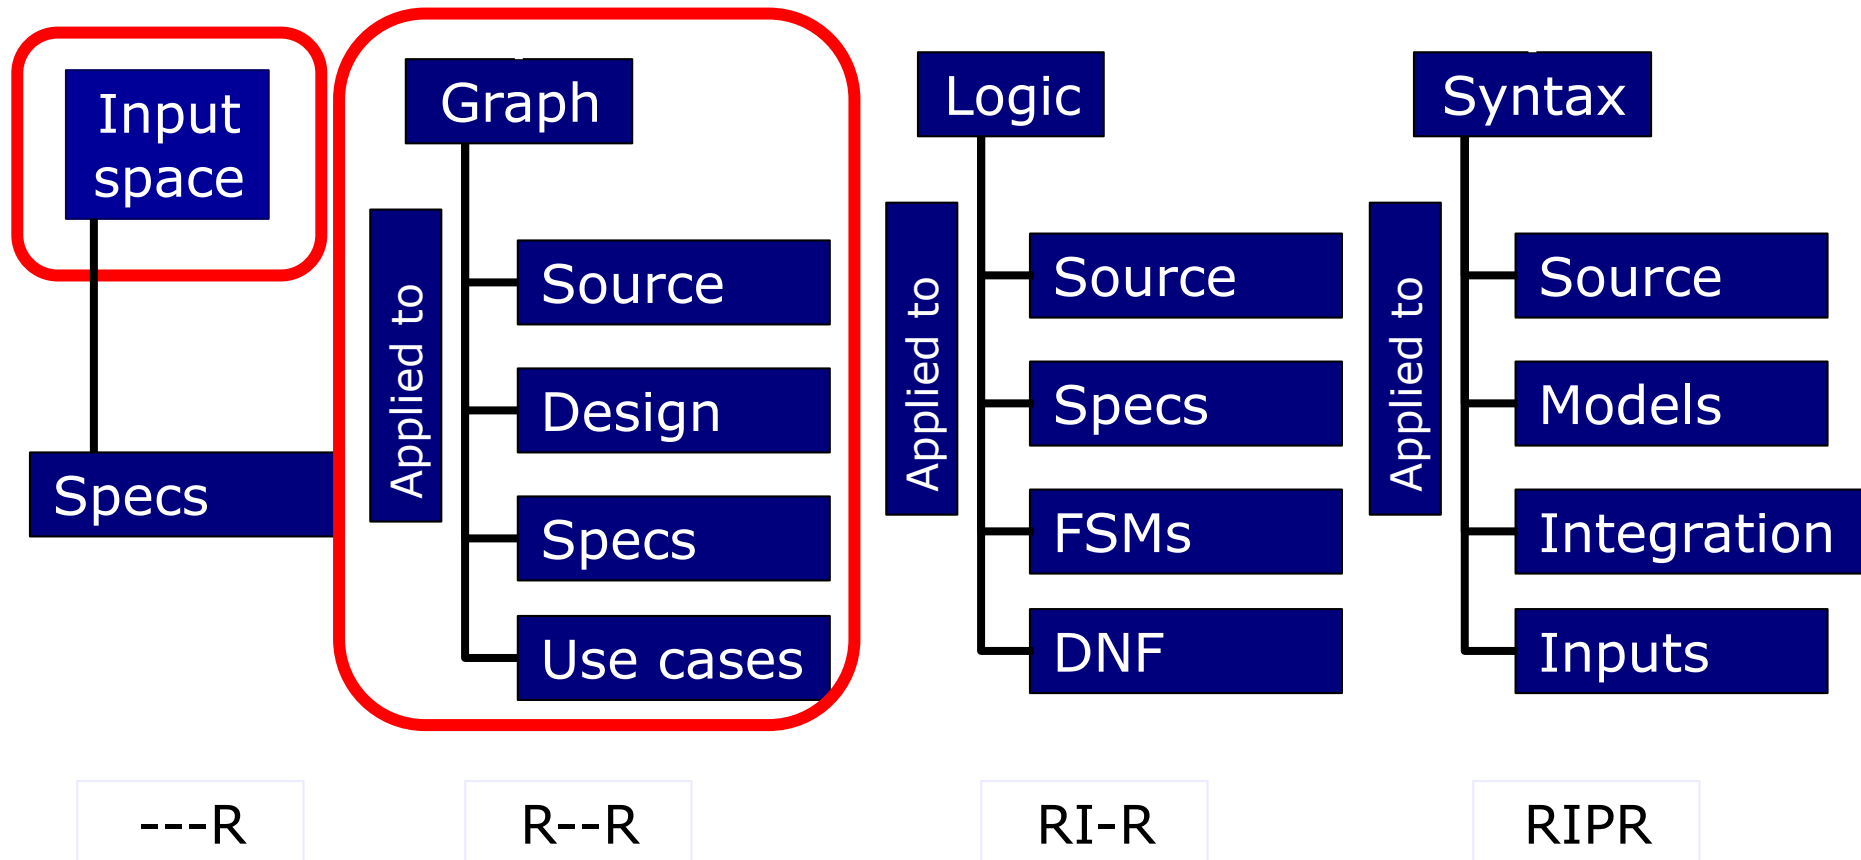 Input
space
Specs
Graph
Applied to
Source
Design
Specs
Use cases
Logic
Applied to
Source
Specs
FSMs
DNF
Syntax
Applied to
Source
Models
Integration
Inputs
---R
R--R
RI-R
RIPR